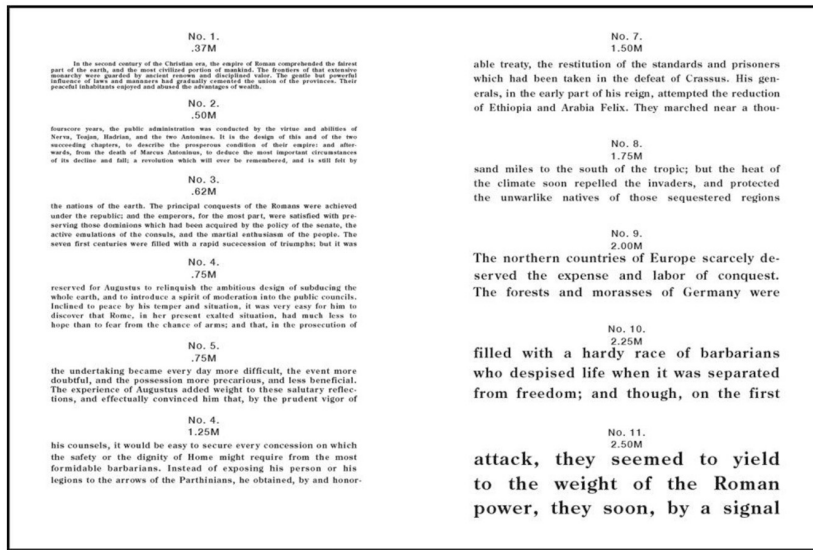 No. 1.
.37M
In the second century of the Christian era, the empire of Roman comprehended the fairest
part of the earth, and the most civilized portion of mankind. The frontiers of that extensive
monarchy were guarded by ancient renown and disciplined valor. The gentle but powerful
influence of laws and mannners had gradually cemented the union of the provinces. Their
peaceful inhabitants enjoyed and abused the advantages of wealth.
No. 2.
.50M
fourscore years, the public administration was conducted by the virtue and abilities of
Nerva, Teajan, Hadrian, and the two Antonines. It is the design of this and of the two
succeeding chapters, to describe the prosperous condition of their empire: and after-
wards, from the death of Marcus Antoninus, to deduce the most important circumstances
of its decline and fall; a revolution which will ever be remembered, and is still felt by
No. 3.
.62M
the nations of the earth. The principal conquests of the Romans were achieved
under the republic; and the emperors, for the most part, were satisfied with pre-
serving those dominions which had been acquired by the policy of the senate, the
active emulations of the consuls, and the martial enthusiasm of the people. The
seven first centuries were filled with a rapid sucecession of triumphs; but it was
No. 4.
.75M
reserved for Augustus to relinquish the ambitious design of subducing the
whole earth, and to introduce a spirit of moderation into the public councils.
Inclined to peace by his temper and situation, it was very easy for him to
discover that Rome, in her present exalted situation, had much less to
hope than to fear from the chance of arms; and that, in the prosecution of
No. 5.
.75M
the undertaking became every day more difficult, the event more
doubtful, and the possession more precarious, and less beneficial.
The experience of Augustus added weight to these salutary reflec-
tions, and effectually convinced him that, by the prudent vigor of
No. 4.
1.25M
his counsels, it would be easy to secure every concession on which
the safety or the dignity of Home might require from the most
formidable barbarians. Instead of exposing his person or his
legions to the arrows of the Parthinians, he obtained, by and honor-
No. 7.
1.50M
able treaty, the restitution of the standards and prisoners
which had been taken in the defeat of Crassus. His gen-
erals, in the early part of his reign, attempted the reduction
of Ethiopia and Arabia Felix. They marched near a thou-
No. 8.
1.75M
sand miles to the south of the tropic; but the heat of
the climate soon repelled the invaders, and protected
the unwarlike natives of those sequestered regions
No. 9.
2.00M
The northern countries of Europe scarcely de-
served the expense and labor of conquest.
The forests and morasses of Germany were
No. 10.
2.25M
filled with a hardy race of barbarians
who despised life when it was separated
from freedom; and though, on the first
No. 11.
2.50M
attack, they seemed to yield
to the weight of the Roman
power, they soon, by a signal